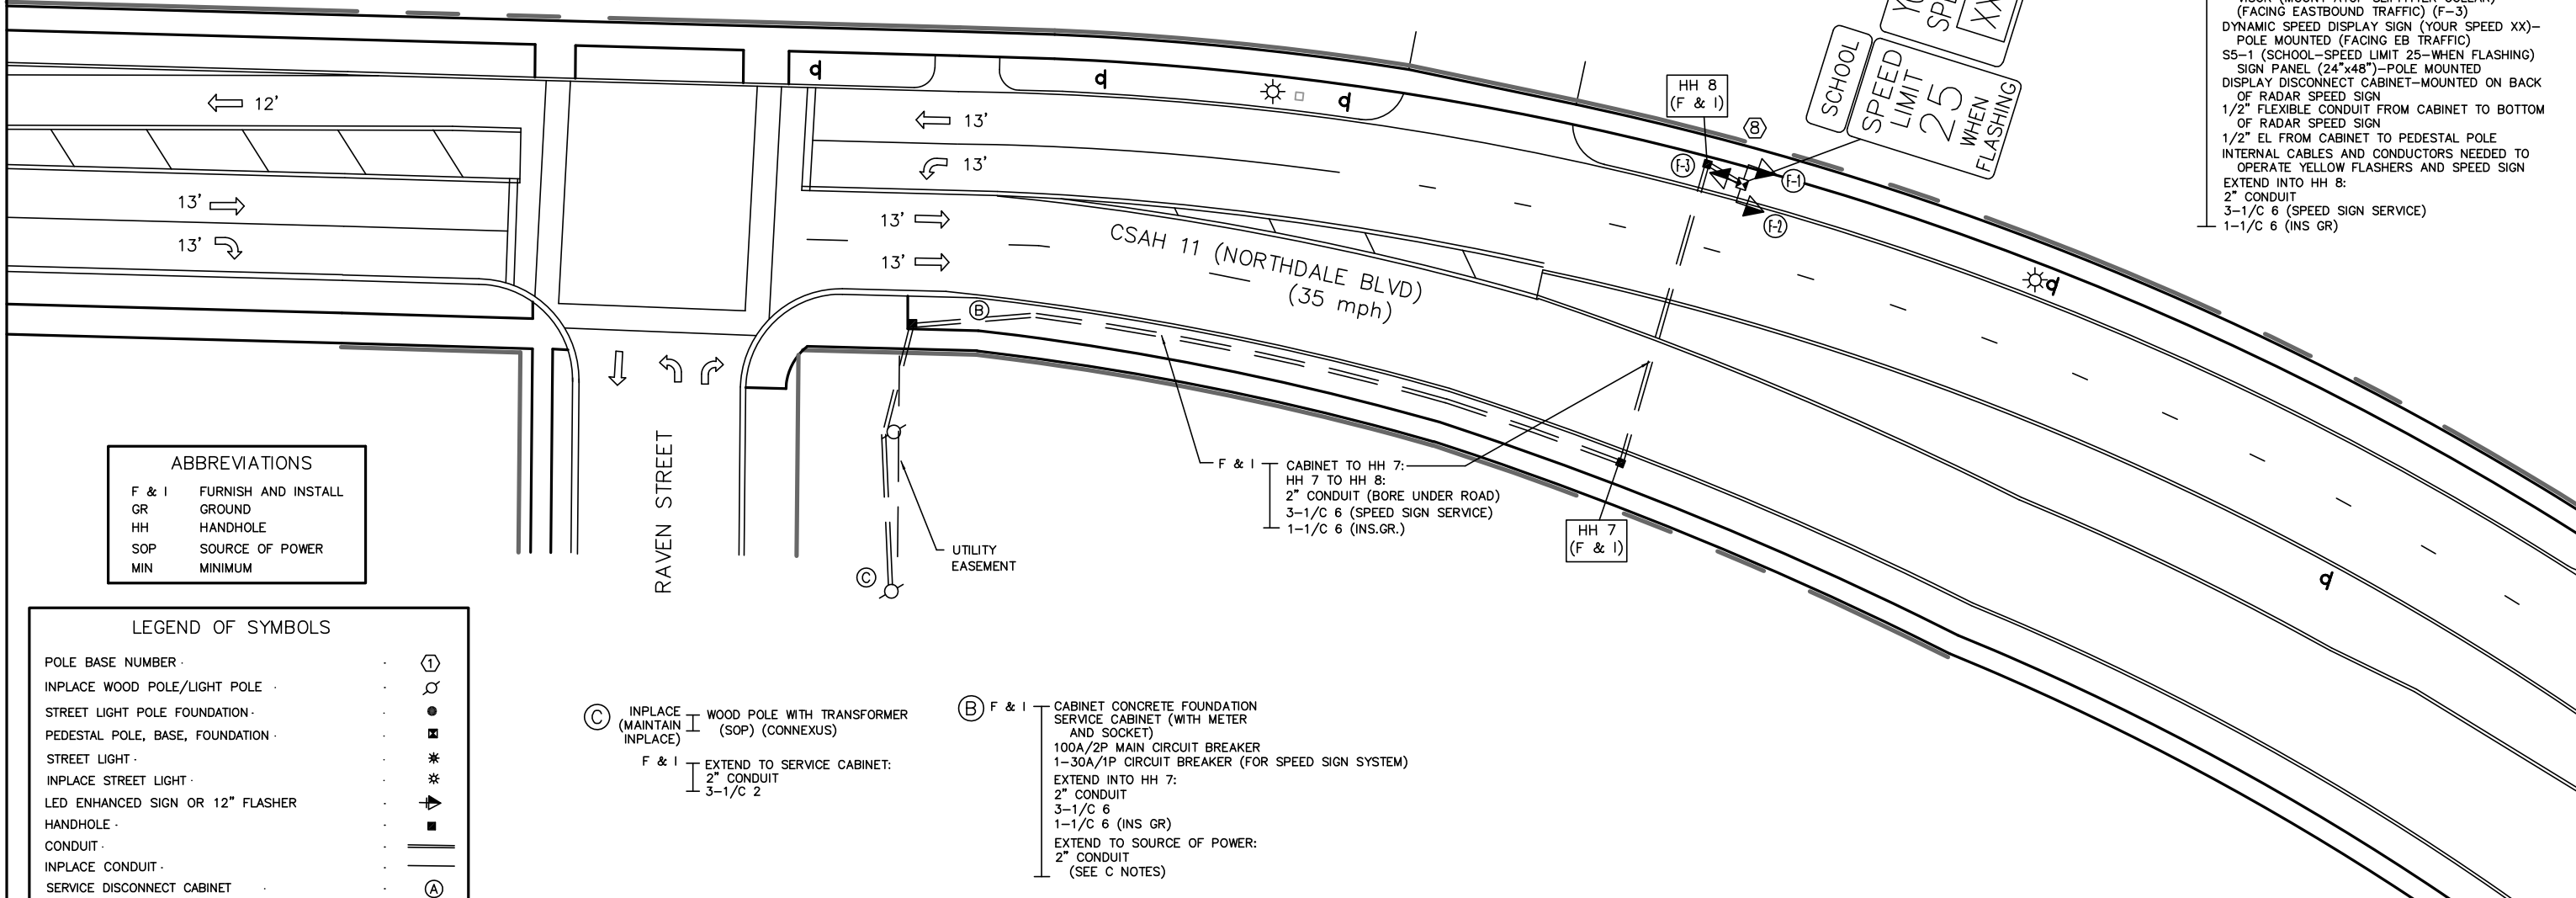 (FACING EASTBOUND TRAFFIC) (F-3)
DYNAMIC SPEED DISPLAY SIGN (YOUR SPEED XX)-
POLE MOUNTED (FACING EB TRAFFIC)
S5-1 (SCHOOL-SPEED LIMIT 25-WHEN FLASHING)
SIGN PANEL (24"x48")-POLE MOUNTED
DISPLAY DISCONNECT CABINET-MOUNTED ON BACK
OF RADAR SPEED SIGN
1/2" FLEXIBLE CONDUIT FROM CABINET TO BOTTOM
OF RADAR SPEED SIGN
1/2" EL FROM CABINET TO PEDESTAL POLE
INTERNAL CABLES AND CONDUCTORS NEEDED TO
OPERATE YELLOW FLASHERS AND SPEED SIGN
EXTEND INTO HH 8:
2" CONDUIT
3-1/C 6 (SPEED SIGN SERVICE)
1-1/C 6 (INS GR)
XX
SCHOOL
SPEED
LIMIT
25
WHEN
FLASHING
HH 8
(F & I)
8
F-3
F-1
F-2
12'
13'
13'
13'
13'
13'
13'
CSAH 11 (NORTHDALE BLVD)
(35 mph)
B
RAVEN STREET
C
UTILITY
EASEMENT
F & I
CABINET TO HH 7:
HH 7 TO HH 8:
2" CONDUIT (BORE UNDER ROAD)
3-1/C 6 (SPEED SIGN SERVICE)
1-1/C 6 (INS.GR.)
HH 7
(F & I)
ABBREVIATIONS
F & I FURNISH AND INSTALL
GR GROUND
HH HANDHOLE
SOP SOURCE OF POWER
MIN MINIMUM
LEGEND OF SYMBOLS
POLE BASE NUMBER 1
INPLACE WOOD POLE/LIGHT POLE
STREET LIGHT POLE FOUNDATION
PEDESTAL POLE, BASE, FOUNDATION
STREET LIGHT
INPLACE STREET LIGHT
LED ENHANCED SIGN OR 12" FLASHER
HANDHOLE
CONDUIT
INPLACE CONDUIT
SERVICE DISCONNECT CABINET A
C INPLACE
(MAINTAIN
INPLACE)
WOOD POLE WITH TRANSFORMER
(SOP) (CONNEXUS)
F & I EXTEND TO SERVICE CABINET:
2" CONDUIT
3-1/C 2
B F & I CABINET CONCRETE FOUNDATION
SERVICE CABINET (WITH METER
AND SOCKET)
100A/2P MAIN CIRCUIT BREAKER
1-30A/1P CIRCUIT BREAKER (FOR SPEED SIGN SYSTEM)
EXTEND INTO HH 7:
2" CONDUIT
3-1/C 6
1-1/C 6 (INS GR)
EXTEND TO SOURCE OF POWER:
2" CONDUIT
(SEE C NOTES)